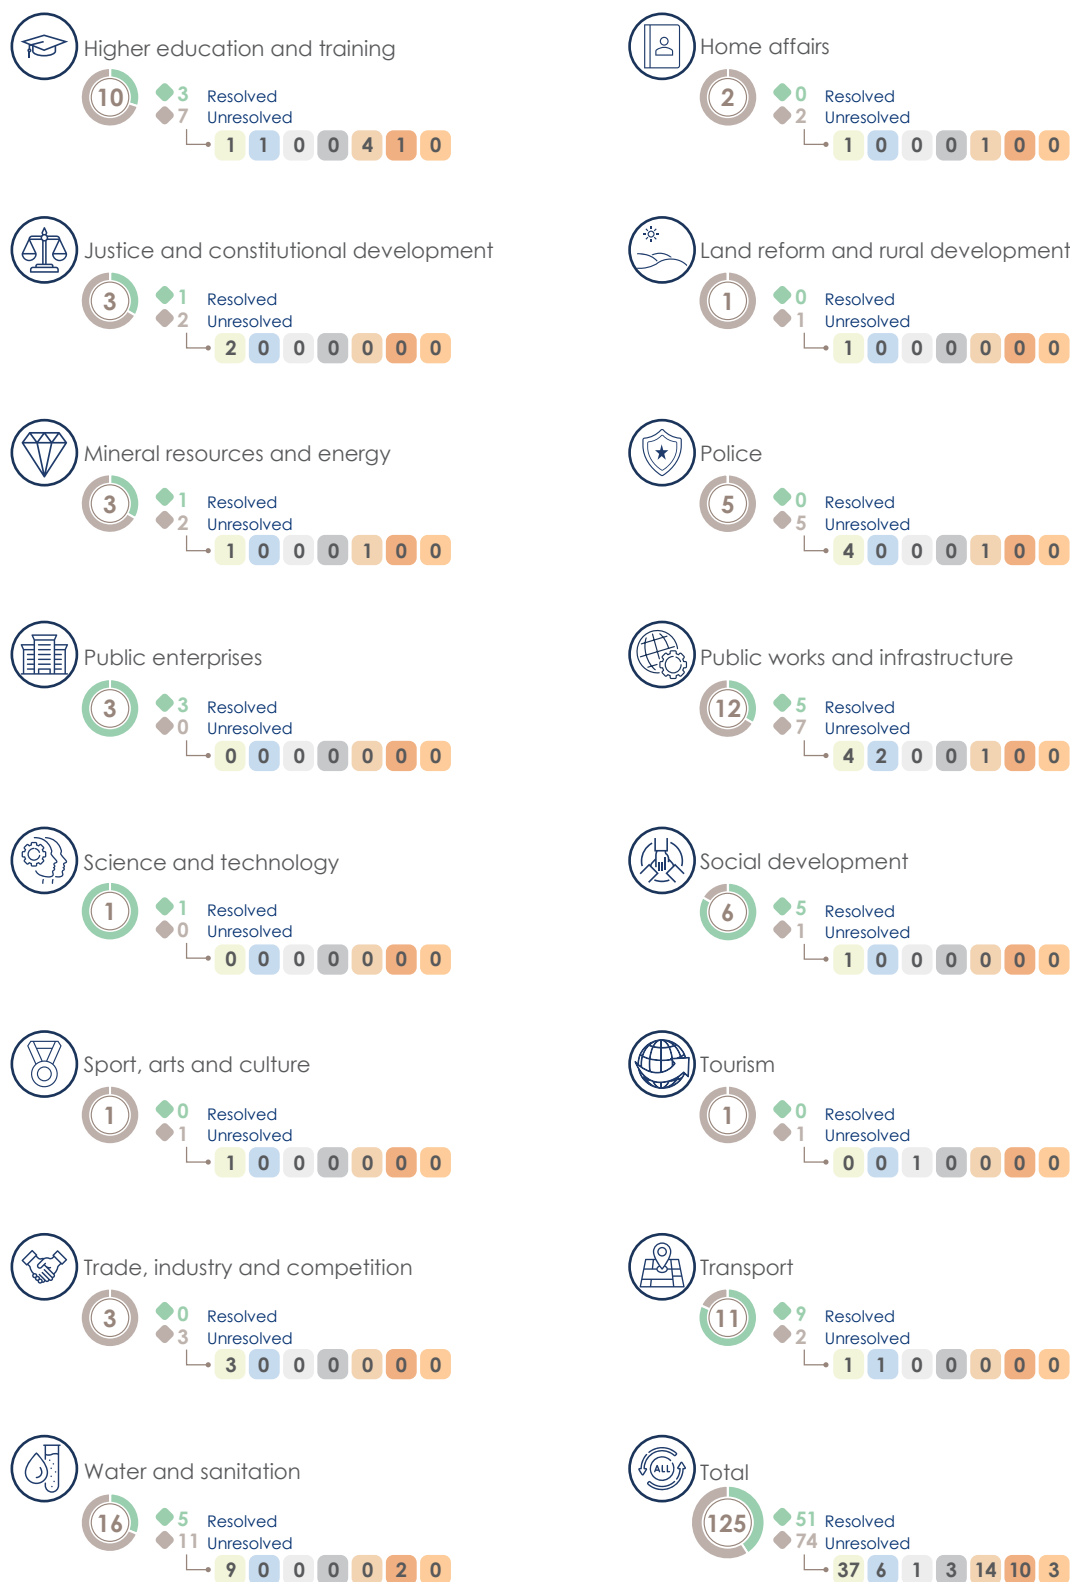 Higher education and training
10
3 Resolved
7 Unresolved
1 1 0 0 4 1 0
Home affairs
2
0 Resolved
2 Unresolved
1 0 0 0 1 0 0
Justice and constitutional development
3
1 Resolved
2 Unresolved
2 0 0 0 0 0 0
Land reform and rural development
1
0 Resolved
1 Unresolved
1 0 0 0 0 0 0
Mineral resources and energy
3
1 Resolved
2 Unresolved
1 0 0 0 1 0 0
Police
5
0 Resolved
5 Unresolved
4 0 0 0 1 0 0
Public enterprises
3
3 Resolved
0 Unresolved
0 0 0 0 0 0 0
Public works and infrastructure
12
5 Resolved
7 Unresolved
4 2 0 0 1 0 0
Science and technology
1
1 Resolved
0 Unresolved
0 0 0 0 0 0 0
Social development
6
5 Resolved
1 Unresolved
1 0 0 0 0 0 0
Sport, arts and culture
1
0 Resolved
1 Unresolved
1 0 0 0 0 0 0
Tourism
1
0 Resolved
1 Unresolved
0 0 1 0 0 0 0
Trade, industry and competition
3
0 Resolved
3 Unresolved
3 0 0 0 0 0 0
Transport
11
9 Resolved
2 Unresolved
1 1 0 0 0 0 0
Water and sanitation
16
5 Resolved
11 Unresolved
9 0 0 0 0 2 0
ALL
Total
125
51 Resolved
74 Unresolved
37 6 1 3 14 10 3